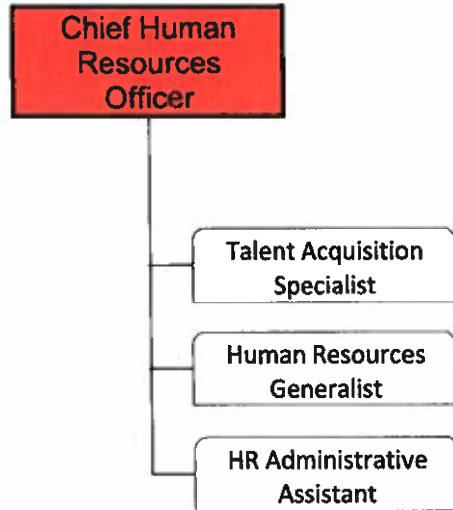 Chief Human
Resources
Officer
Talent Acquisition
Specialist
Human Resources
Generalist
HR Administrative
Assistant